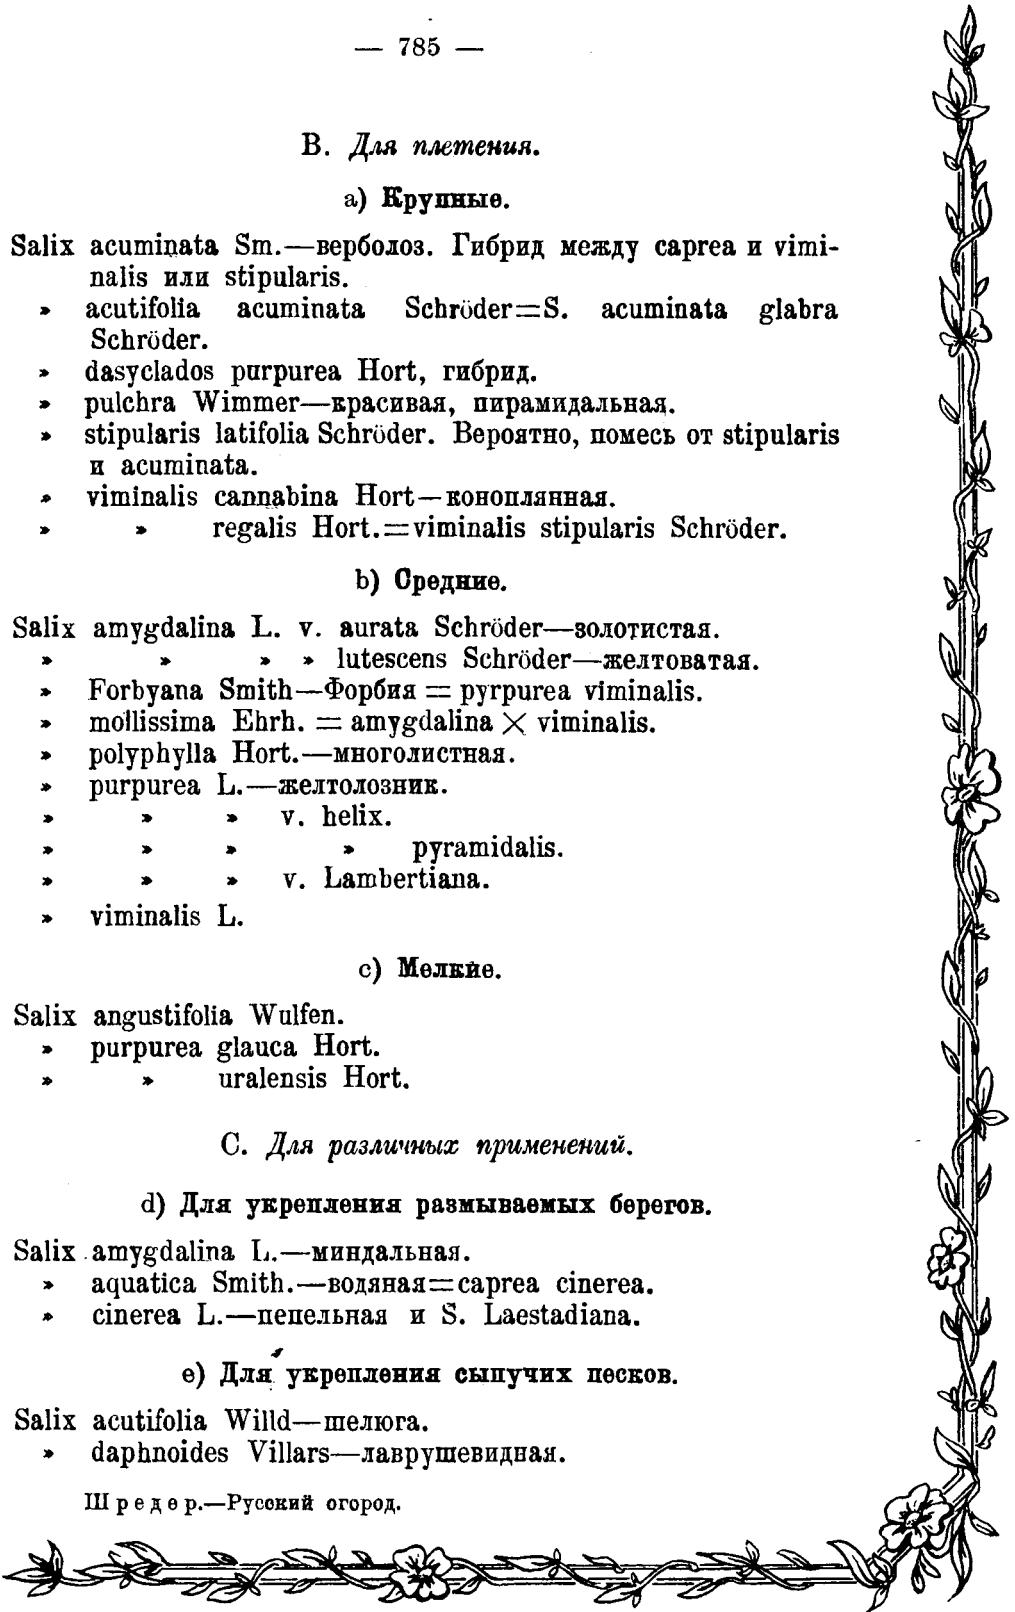 — 785 —
В. Для плетения.
а) Крупные.
Salix acuminata Sm.—верболоз. Гибрид между caprea и vimi-
nalis или stipularis.
» acutifolia acuminata Schröder=S. acuminata glabra
Schröder.
» dasyclados purpurea Hort, гибрид.
» pulchra Wimmer—красивая, пирамидальная.
» stipularis latifolia Schröder. Вероятно, помесь от stipularis
и acuminata.
» viminalis cannabina Hort—коноплянная.
» » regalis Hort.=viminalis stipularis Schröder.
b) Средние.
Salix amygdalina L. v. aurata Schröder—золотистая.
» » » » lutescens Schröder—желтоватая.
» Forbyana Smith—Форбия = pyrpurea viminalis.
» mollissima Ehrh. = amygdalina × viminalis.
» polyphylla Hort.—многолистная.
» purpurea L.—желтолозник.
» » » v. helix.
» » » » pyramidalis.
» » » v. Lambertiana.
» viminalis L.
c) Мелкие.
Salix angustifolia Wulfen.
» purpurea glauca Hort.
» » uralensis Hort.
C. Для различных применений.
d) Для укрепления размываемых берегов.
Salix amygdalina L.—миндальная.
» aquatica Smith.—водяная=caprea cinerea.
» cinerea L.—пепельная и S. Laestadiana.
e) Для укрепления сыпучих песков.
Salix acutifolia Willd—шелюга.
» daphnoides Villars—лаврушевидная.
Шредер.—Русский огород.